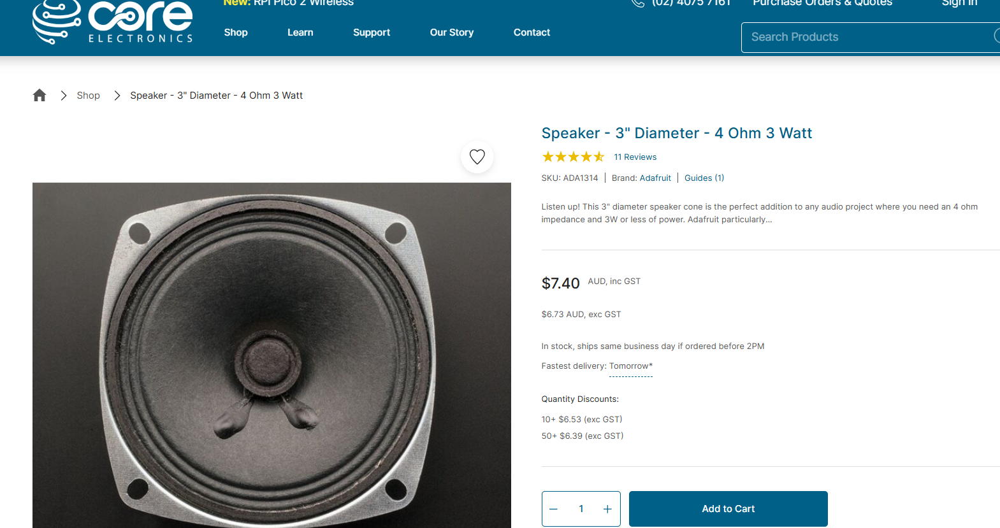 New: RPi Pico 2 Wireless
(02) 4075 7161
Purchase Orders & Quotes
Sign In
core
ELECTRONICS
Shop
Learn
Support
Our Story
Contact
Search Products
Shop
Speaker - 3" Diameter - 4 Ohm 3 Watt
Speaker - 3" Diameter - 4 Ohm 3 Watt
11 Reviews
SKU: ADA1314
Brand: Adafruit
Guides (1)
Listen up! This 3" diameter speaker cone is the perfect addition to any audio project where you need an 4 ohm
impedance and 3W or less of power. Adafruit particularly...
$7.40 AUD, inc GST
$6.73 AUD, exc GST
In stock, ships same business day if ordered before 2PM
Fastest delivery: Tomorrow*
Quantity Discounts:
10+ $6.53 (exc GST)
50+ $6.39 (exc GST)
1
Add to Cart